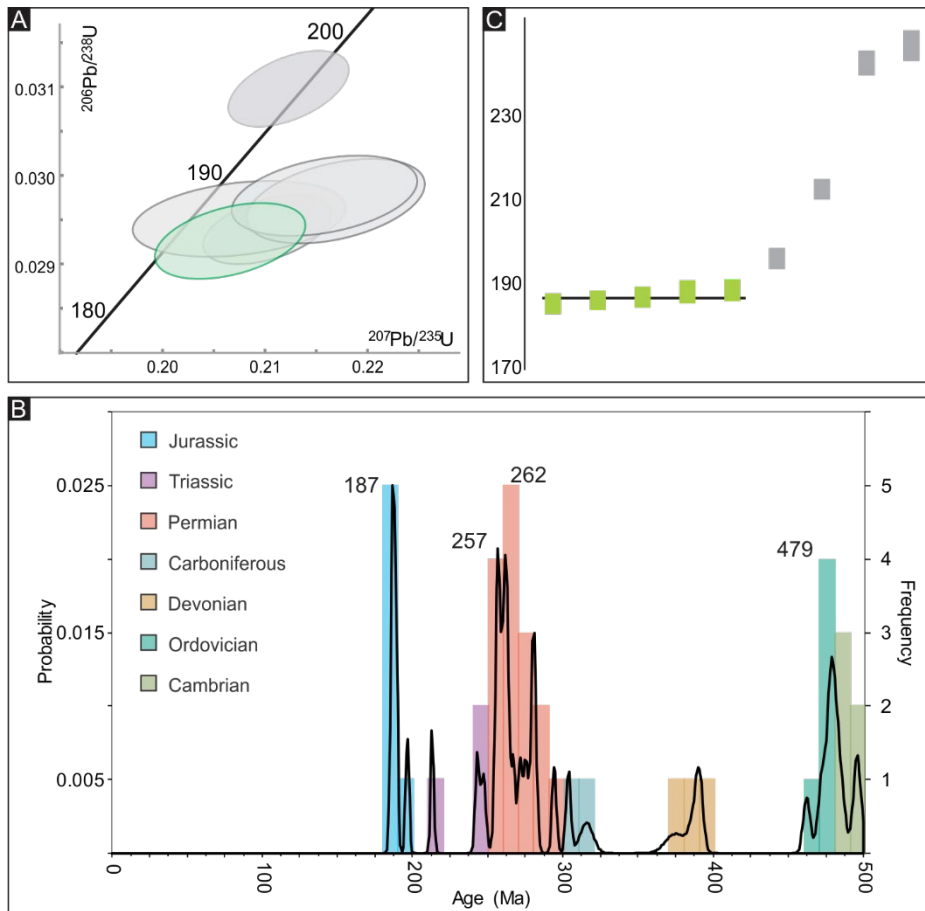 A
²⁰⁶Pb/²³⁸U
0.031
0.030
0.029
200
190
180
²⁰⁷Pb/²³⁵U
0.20
0.21
0.22
C
230
210
190
170
B
Jurassic
Triassic
Permian
Carboniferous
Devonian
Ordovician
Cambrian
187
257
262
479
Probability
0.025
0.015
0.005
Frequency
5
4
3
2
1
0
100
200
300
400
500
Age (Ma)